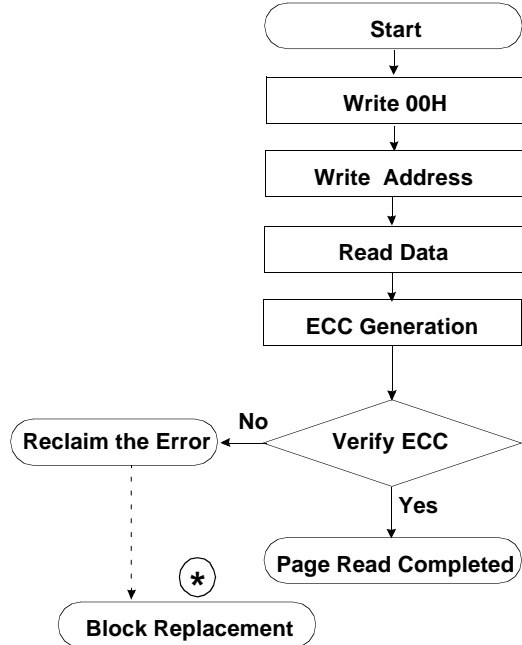 Start
Write 00H
Write Address
Read Data
ECC Generation
No
Reclaim the Error
Verify ECC
Yes
Page Read Completed
*
Block Replacement